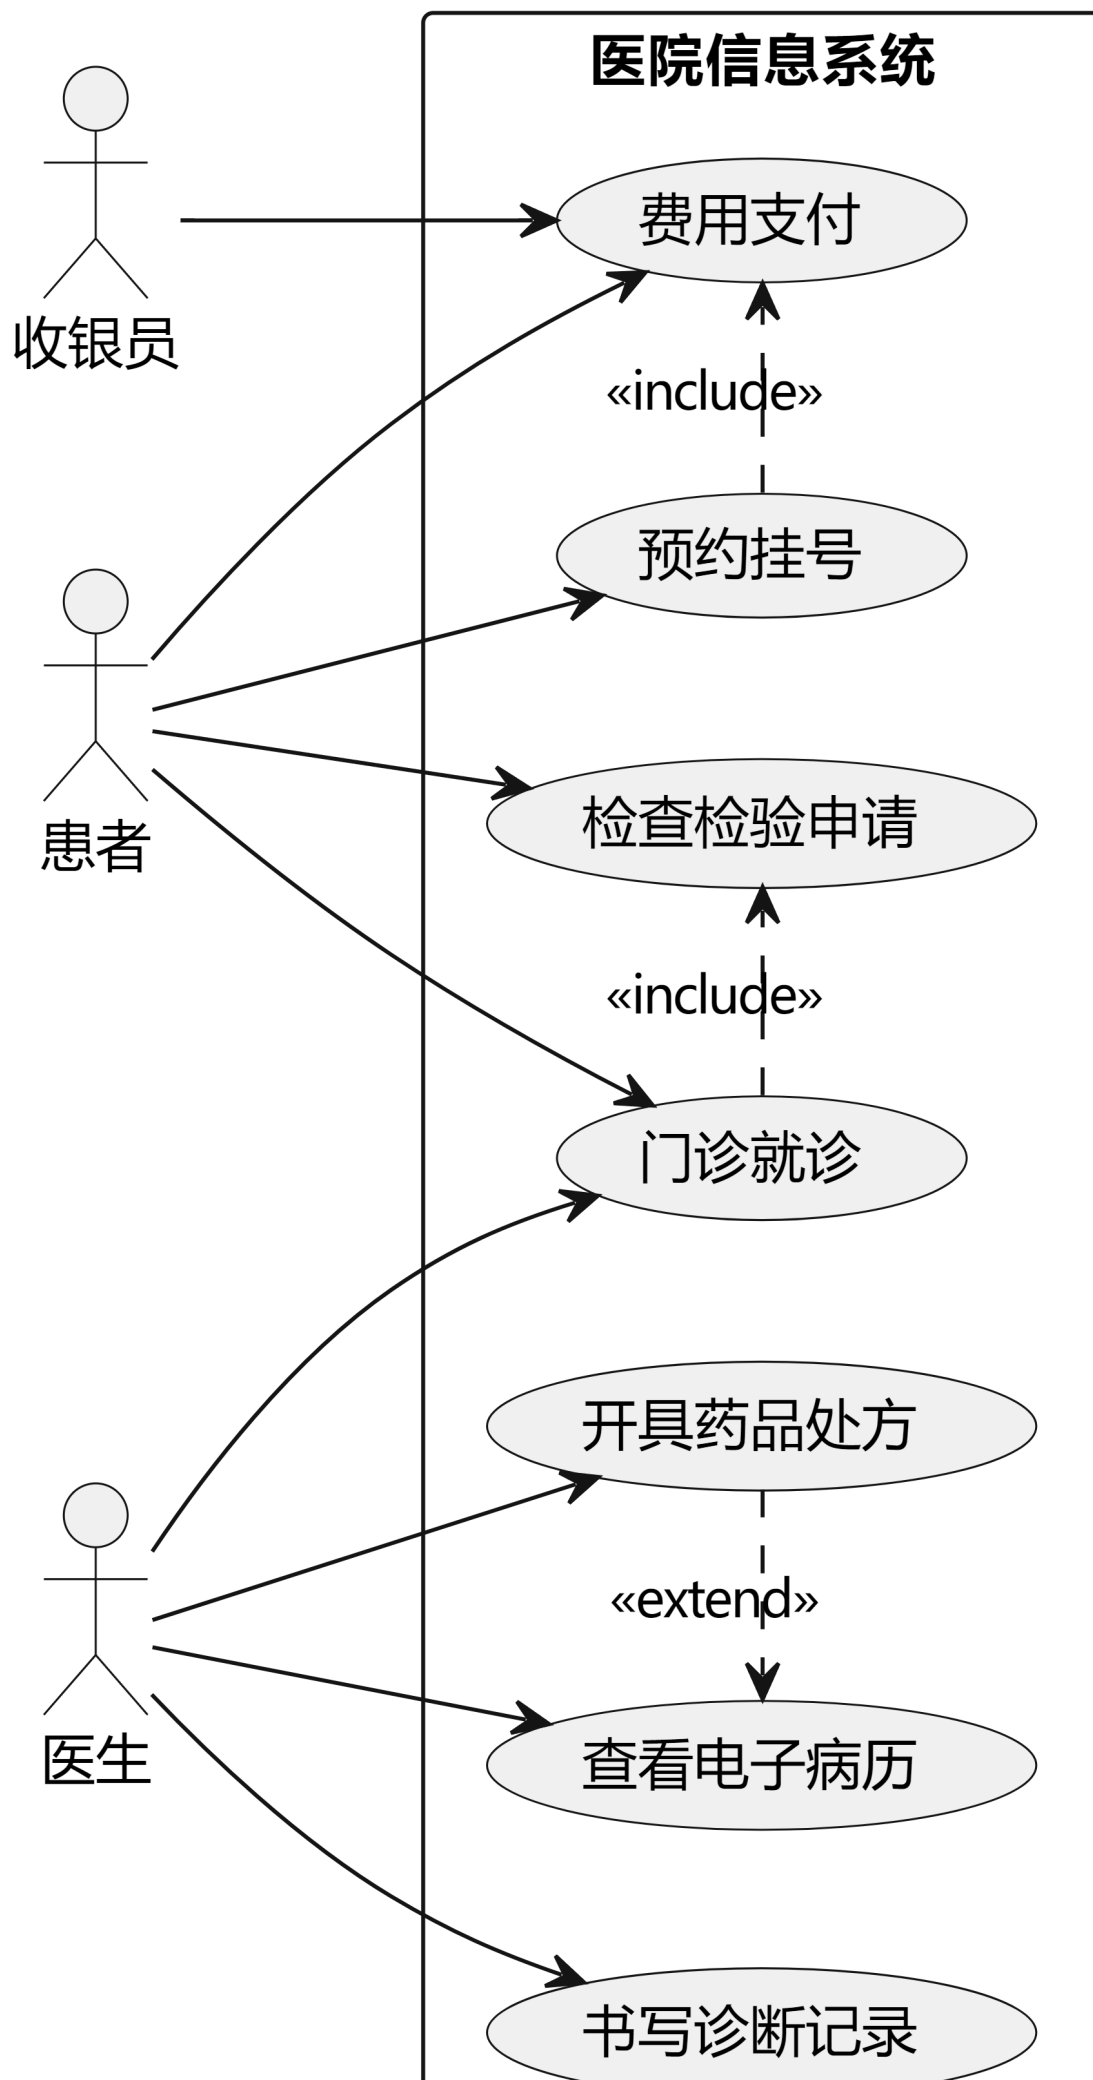 医院信息系统
费用支付
收银员
«include»
预约挂号
检查检验申请
患者
«include»
门诊就诊
开具药品处方
«extend»
医生
查看电子病历
书写诊断记录